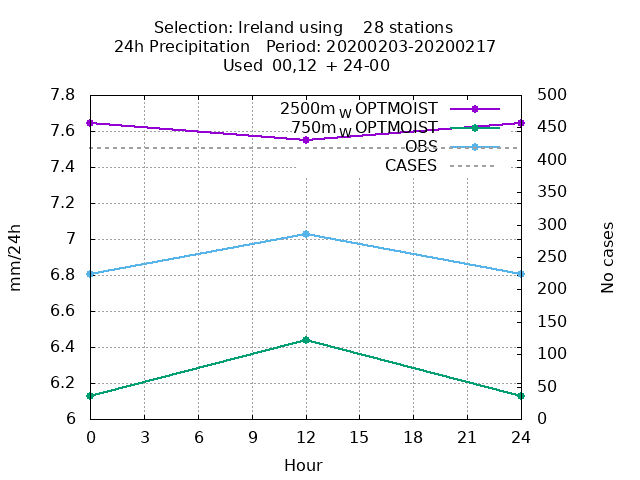 Selection: Ireland using 28 stations
24h Precipitation Period: 20200203-20200217
Used 00,12 + 24-00
7.8
7.6
7.4
7.2
7
6.8
6.6
6.4
6.2
6
500
450
400
350
300
250
200
150
100
50
0
2500m W OPTMOIST
750m W OPTMOIST
OBS
CASES
mm/24h
No cases
0 3 6 9 12 15 18 21 24
Hour